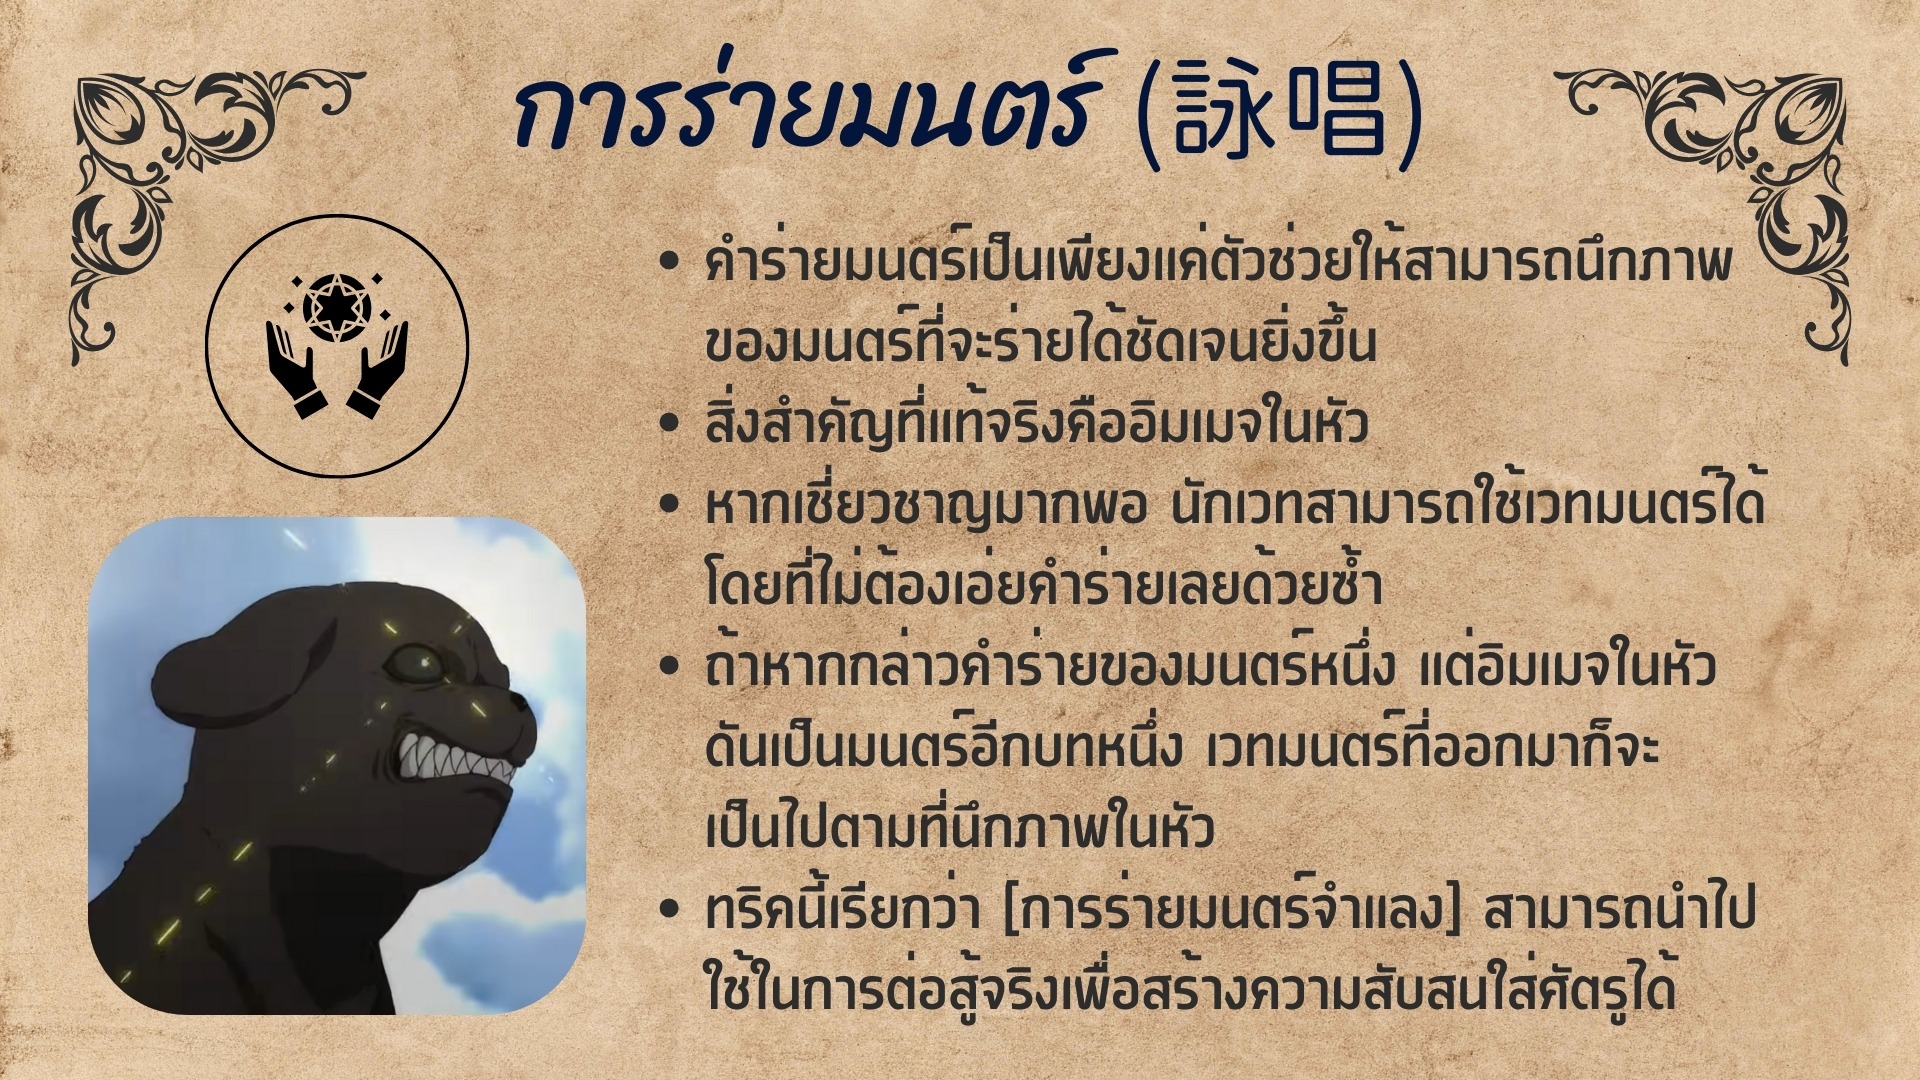 การร่ายมนตร์ (詠唱)
• คำร่ายมนตร์เป็นเพียงแค่ตัวช่วยให้สามารถนึกภาพ
ของมนตร์ที่จะร่ายได้ชัดเจนยิ่งขึ้น
• สิ่งสำคัญที่แท้จริงคืออิมเมจในหัว
• หากเชี่ยวชาญมากพอ นักเวทสามารถใช้เวทมนตร์ได้
โดยที่ไม่ต้องเอ่ยคำร่ายเลยด้วยซ้ำ
• ถ้าหากกล่าวคำร่ายของมนตร์หนึ่ง แต่อิมเมจในหัว
ดันเป็นมนตร์อีกบทหนึ่ง เวทมนตร์ที่ออกมาก็จะ
เป็นไปตามที่นึกภาพในหัว
• ทริคนี้เรียกว่า [การร่ายมนตร์จำแลง] สามารถนำไป
ใช้ในการต่อสู้จริงเพื่อสร้างความสับสนใส่ศัตรูได้